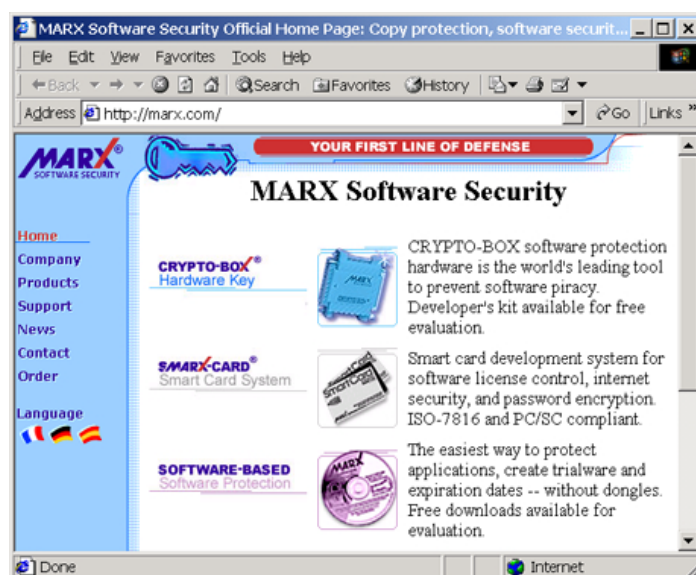 MARX Software Security Official Home Page: Copy protection, software securit...
File Edit View Favorites Tools Help
Back Search Favorites History
Address http://marx.com/ Go Links »
MARX®
SOFTWARE SECURITY
YOUR FIRST LINE OF DEFENSE
MARX Software Security
Home
Company
Products
Support
News
Contact
Order
Language
CRYPTO-BOX®
Hardware Key
MARX
CRYPTO-BOX software protection
hardware is the world's leading tool
to prevent software piracy.
Developer's kit available for free
evaluation.
SMARX-CARD®
Smart Card System
SmartCard
Smart card development system for
software license control, internet
security, and password encryption.
ISO-7816 and PC/SC compliant.
SOFTWARE-BASED
Software Protection
MARX
The easiest way to protect
applications, create trialware and
expiration dates -- without dongles.
Free downloads available for
evaluation.
Done Internet